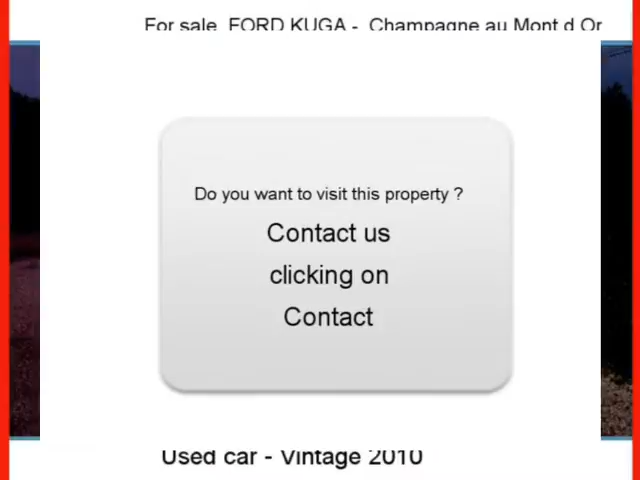 For sale FORD KUGA - Champagne au Mont d Or
Do you want to visit this property ?
Contact us
clicking on
Contact
Used car - Vintage 2010